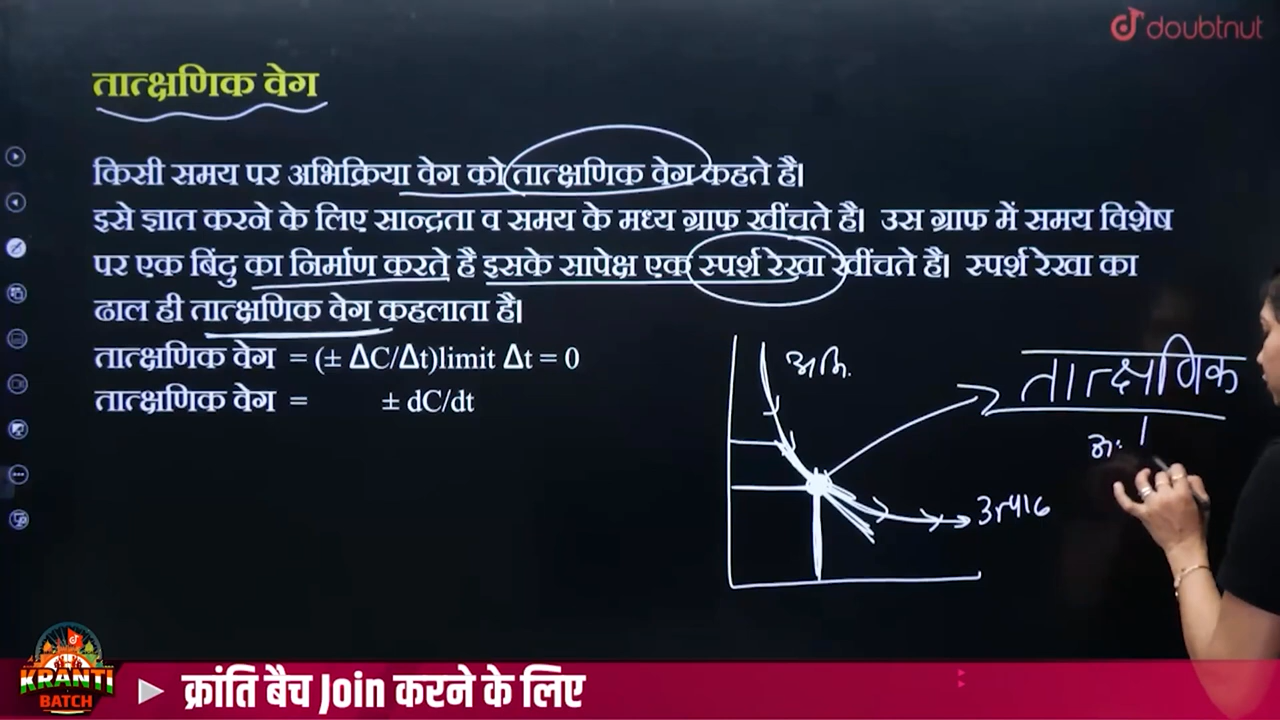 doubtnut
तात्क्षणिक वेग
किसी समय पर अभिक्रिया वेग को तात्क्षणिक वेग कहते है।
इसे ज्ञात करने के लिए सान्द्रता व समय के मध्य ग्राफ खींचते है। उस ग्राफ में समय विशेष
पर एक बिंदु का निर्माण करते है इसके सापेक्ष एक स्पर्श रेखा खींचते है। स्पर्श रेखा का
ढाल ही तात्क्षणिक वेग कहलाता है।
तात्क्षणिक वेग = (± ΔC/Δt)limit Δt = 0
तात्क्षणिक वेग = ± dC/dt
अभि.
तात्क्षणिक
KRANTI
BATCH
क्रांति बैच Join करने के लिए